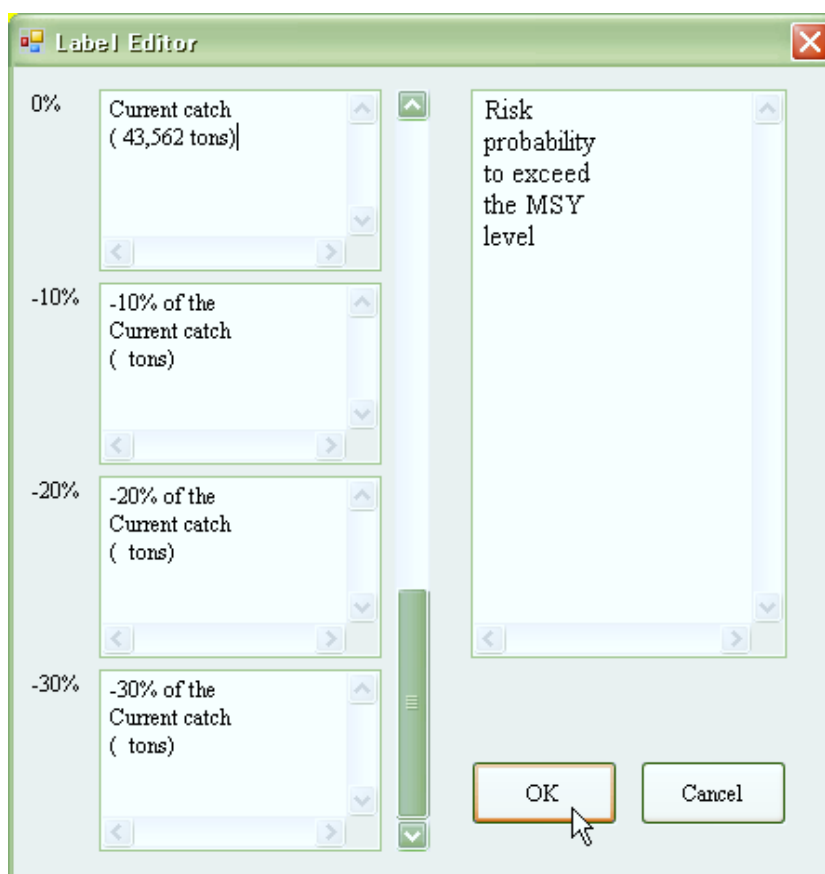 Label Editor
0%
Current catch
( 43,562 tons)
-10%
-10% of the
Current catch
(  tons)
-20%
-20% of the
Current catch
(  tons)
-30%
-30% of the
Current catch
(  tons)
Risk
probability
to exceed
the MSY
level
OK
Cancel